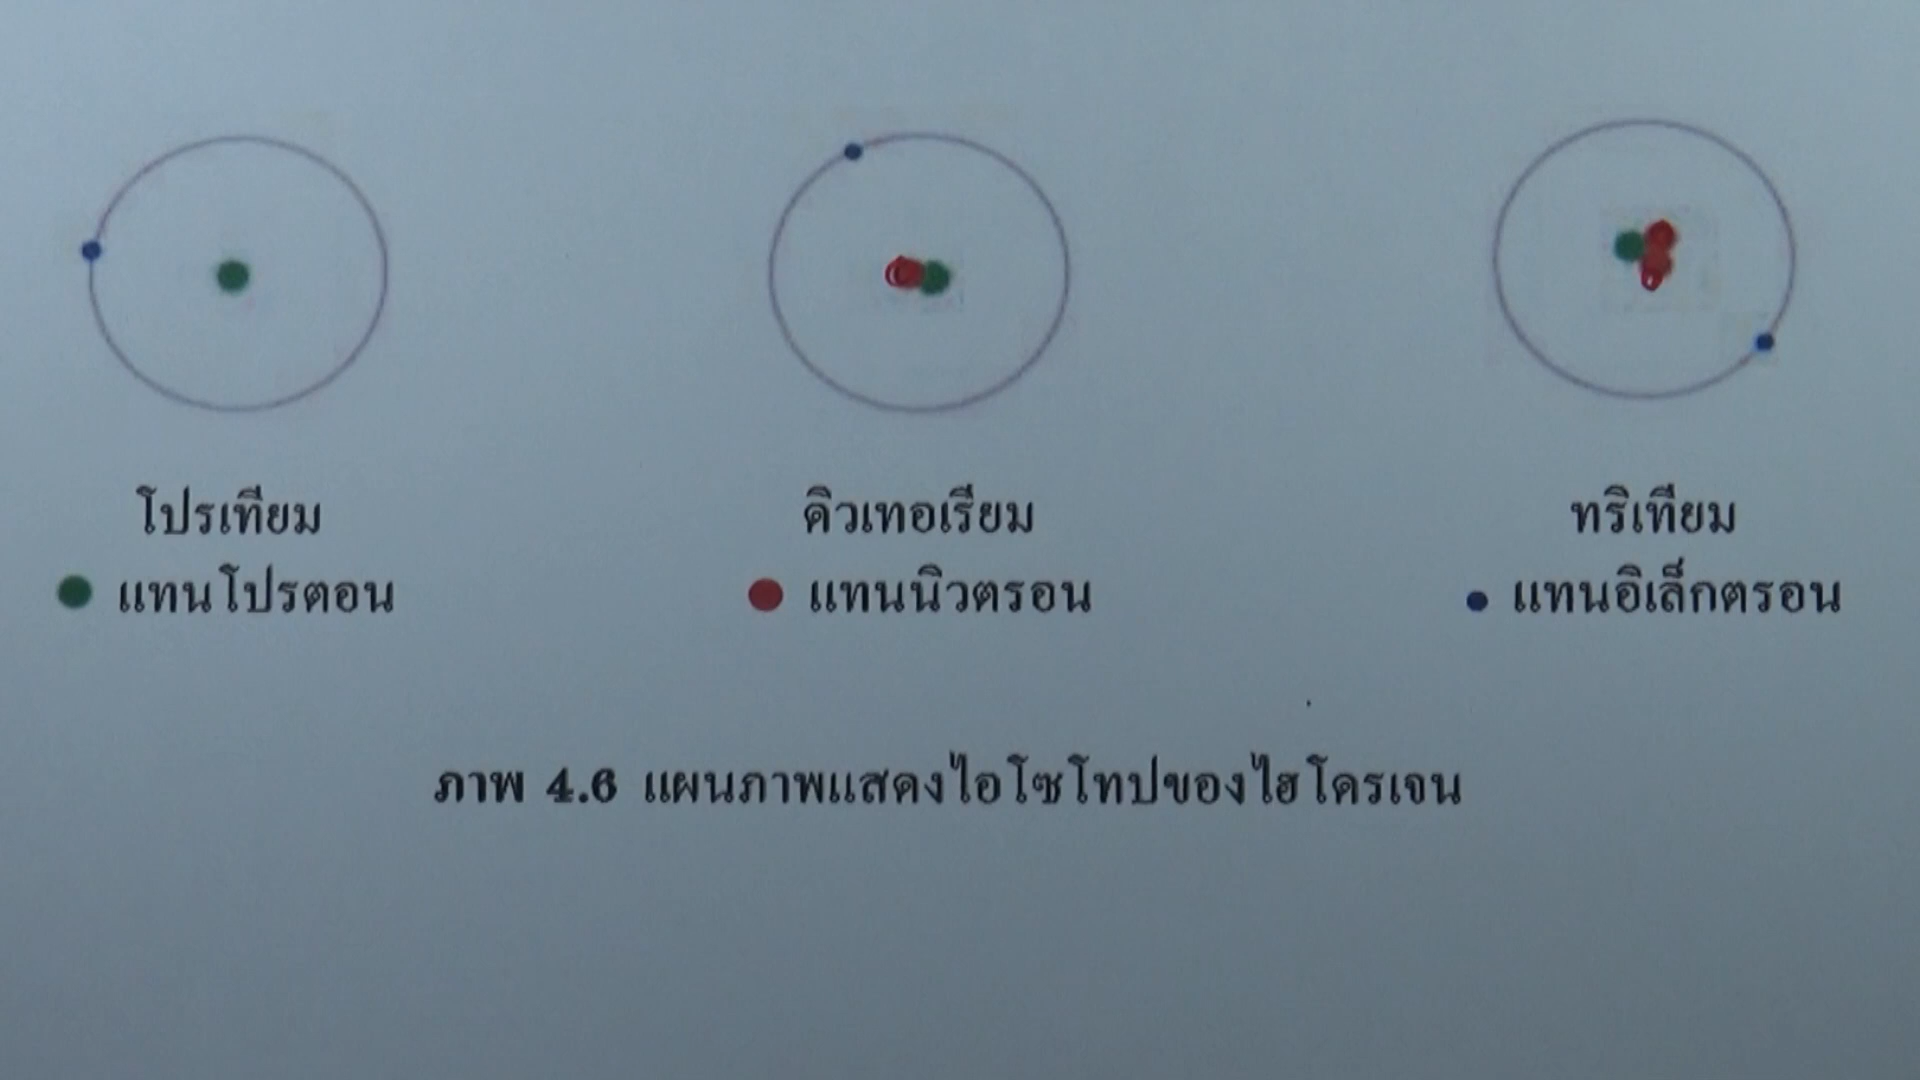 โปรเทียม ดิวเทอเรียม ทริเทียม
แทนโปรตอน แทนนิวตรอน แทนอิเล็กตรอน
ภาพ 4.6 แผนภาพแสดงไอโซโทปของไฮโดรเจน